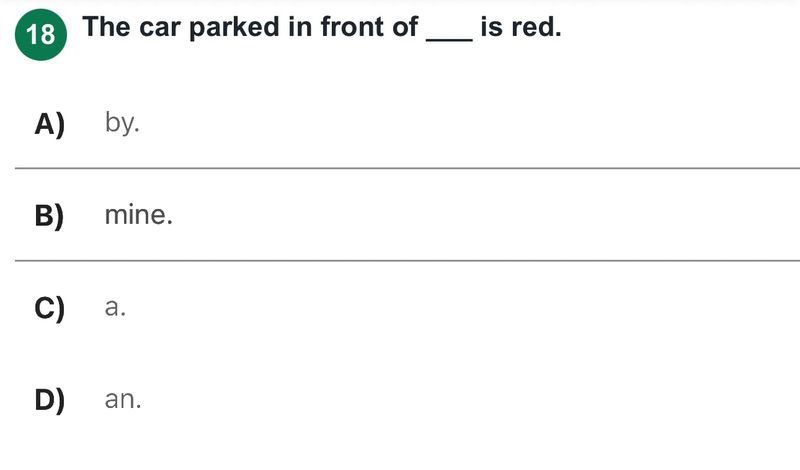 18 The car parked in front of ___ is red.
A) by.
B) mine.
C) a.
D) an.